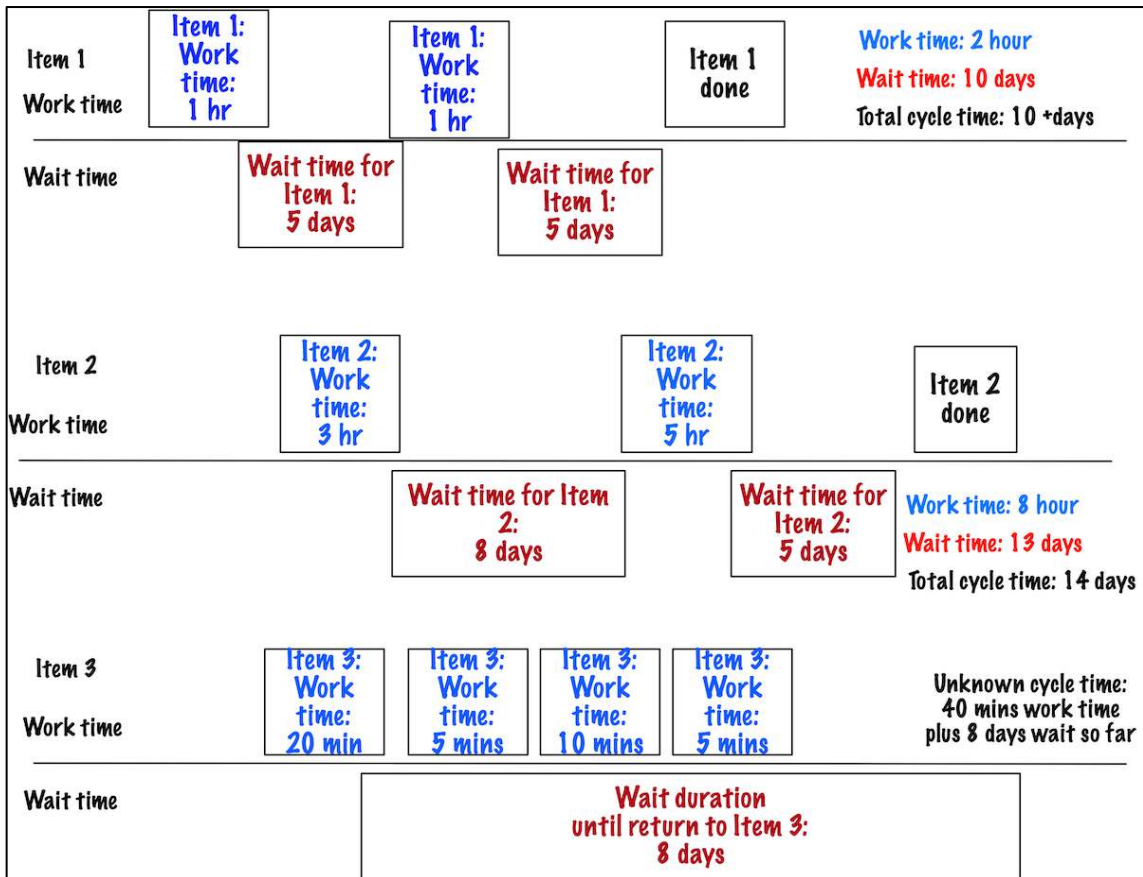 Item 1
Work time
Item 1:
Work
time:
1 hr
Item 1:
Work
time:
1 hr
Item 1
done
Work time: 2 hour
Wait time: 10 days
Total cycle time: 10 +days
Wait time
Wait time for
Item 1:
5 days
Wait time for
Item 1:
5 days
Item 2
Work time
Item 2:
Work
time:
3 hr
Item 2:
Work
time:
5 hr
Item 2
done
Wait time
Wait time for Item
2:
8 days
Wait time for
Item 2:
5 days
Work time: 8 hour
Wait time: 13 days
Total cycle time: 14 days
Item 3
Work time
Item 3:
Work
time:
20 min
Item 3:
Work
time:
5 mins
Item 3:
Work
time:
10 mins
Item 3:
Work
time:
5 mins
Unknown cycle time:
40 mins work time
plus 8 days wait so far
Wait time
Wait duration
until return to Item 3:
8 days